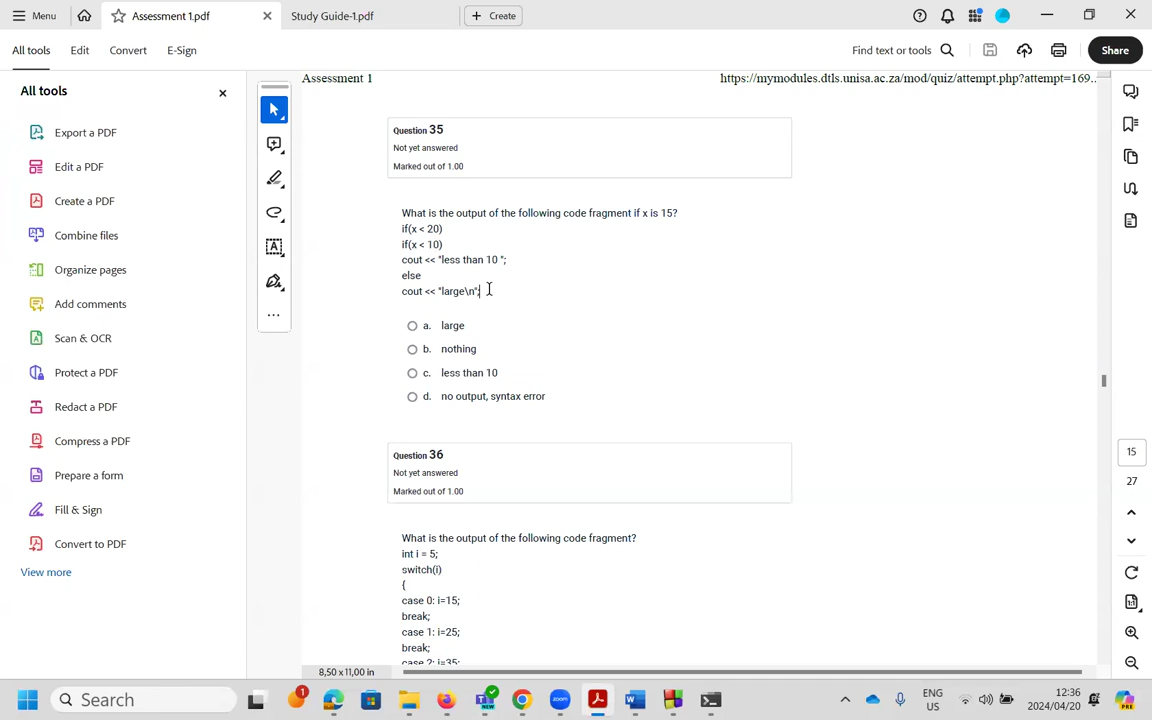 Menu
Assessment 1.pdf
Study Guide-1.pdf
Create
All tools
Edit
Convert
E-Sign
Find text or tools
Share
All tools
Export a PDF
Edit a PDF
Create a PDF
Combine files
Organize pages
Add comments
Scan & OCR
Protect a PDF
Redact a PDF
Compress a PDF
Prepare a form
Fill & Sign
Convert to PDF
View more
Assessment 1
https://mymodules.dtls.unisa.ac.za/mod/quiz/attempt.php?attempt=169...
Question 35
Not yet answered
Marked out of 1.00
What is the output of the following code fragment if x is 15?
if(x < 20)
if(x < 10)
cout << "less than 10 ";
else
cout << "large\n";
a. large
b. nothing
c. less than 10
d. no output, syntax error
Question 36
Not yet answered
Marked out of 1.00
What is the output of the following code fragment?
int i = 5;
switch(i)
{
case 0: i=15;
break;
case 1: i=25;
break;
case 2: i=35;
15
27
8,50 x 11,00 in
Search
1
NEW
zoom
ENG
US
12:36
2024/04/20
PRE